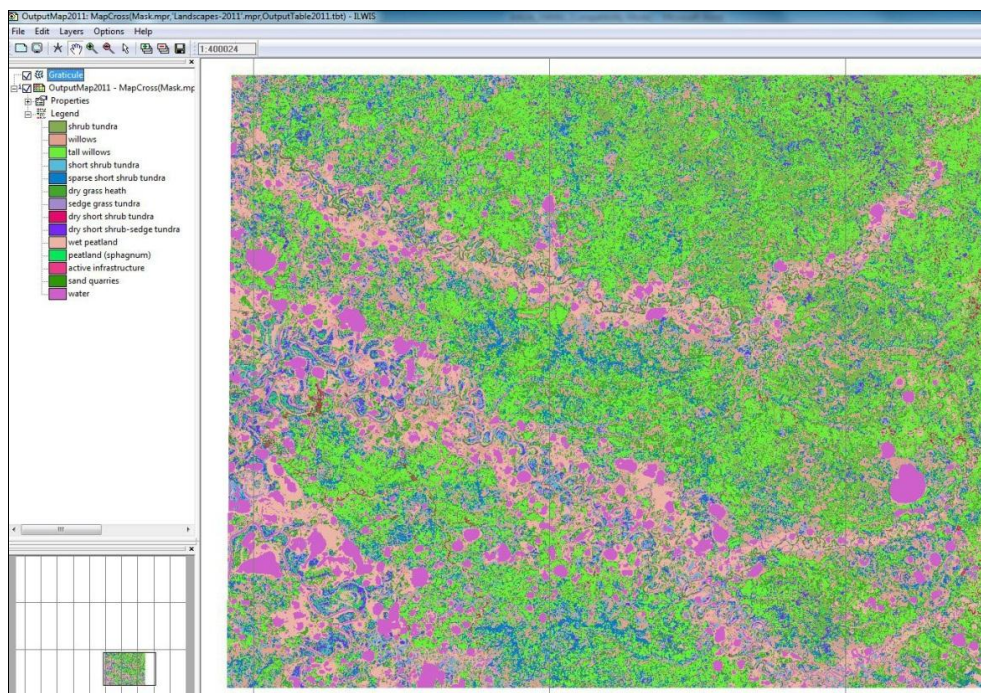 OutputMap2011: MapCross(Mask.mpr,'Landscapes-2011'.mpr,OutputTable2011.tbt) - ILWIS
File Edit Layers Options Help
1:400024
Graticule
OutputMap2011 - MapCross(Mask.mp
Properties
Legend
shrub tundra
willows
tall willows
short shrub tundra
sparse short shrub tundra
dry grass heath
sedge grass tundra
dry short shrub tundra
dry short shrub-sedge tundra
wet peatland
peatland (sphagnum)
active infrastructure
sand quarries
water